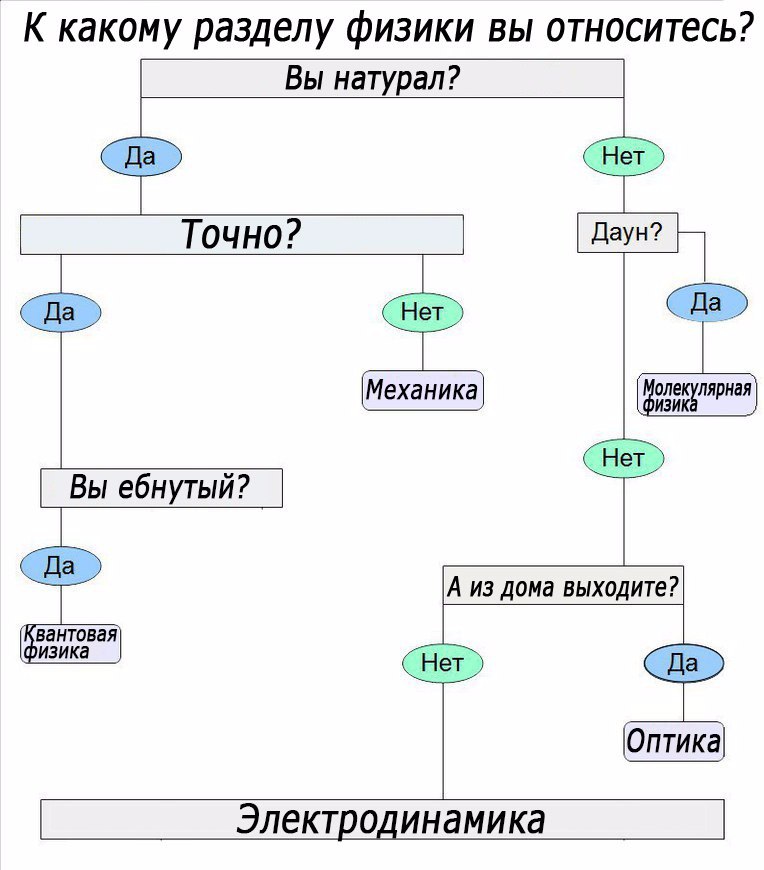 К какому разделу физики вы относитесь?
Вы натурал?
Да
Нет
Точно?
Даун?
Да
Нет
Да
Механика
Молекулярная
физика
Нет
Вы ебнутый?
Да
А из дома выходите?
Квантовая
физика
Нет
Да
Оптика
Электродинамика